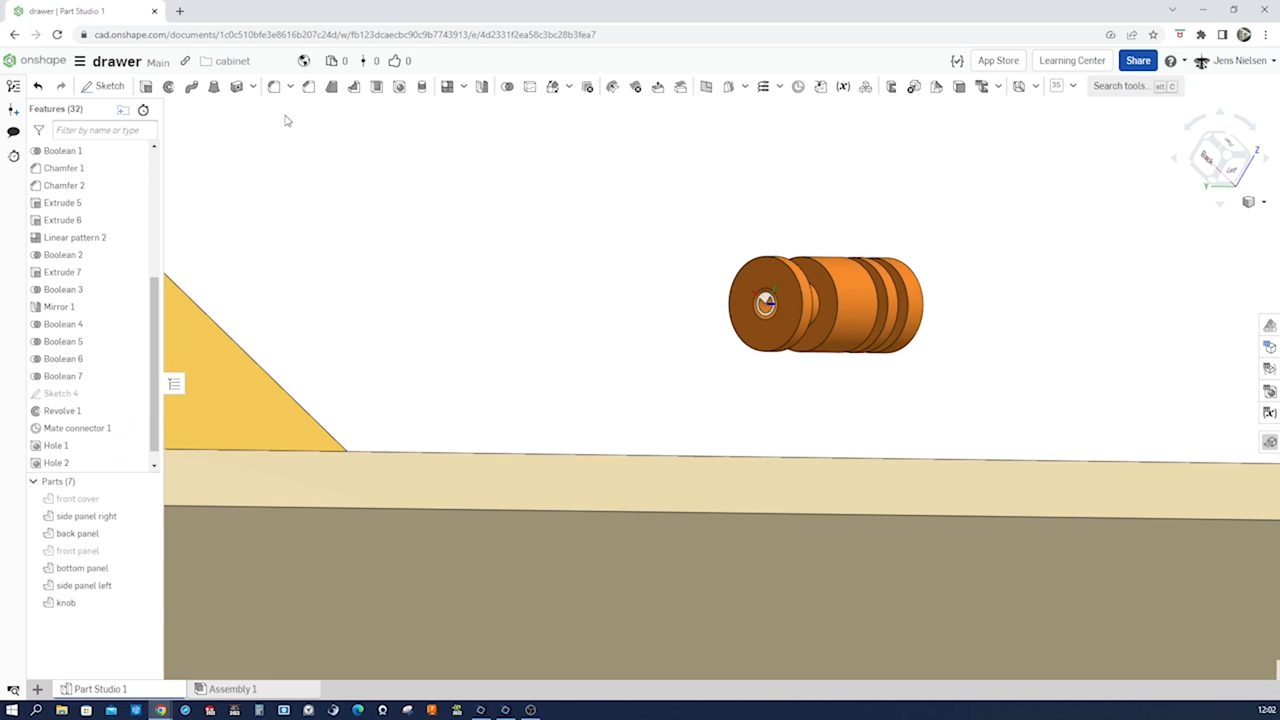 drawer | Part Studio 1
cad.onshape.com/documents/1c0c510bfe3e8616b207c24d/w/fb123dcaecbc90c9b7743913/e/4d2331f2ea58c3bc28b3fea7
onshape drawer Main cabinet 0 0 0 App Store Learning Center Share Jens Nielsen
Sketch 35 Search tools... alt C
Features (32)
Filter by name or type
Boolean 1
Chamfer 1
Chamfer 2
Extrude 5
Extrude 6
Linear pattern 2
Boolean 2
Extrude 7
Boolean 3
Mirror 1
Boolean 4
Boolean 5
Boolean 6
Boolean 7
Sketch 4
Revolve 1
Mate connector 1
Hole 1
Hole 2
Parts (7)
front cover
side panel right
back panel
front panel
bottom panel
side panel left
knob
Back Left Z Y
Part Studio 1 Assembly 1
12:02